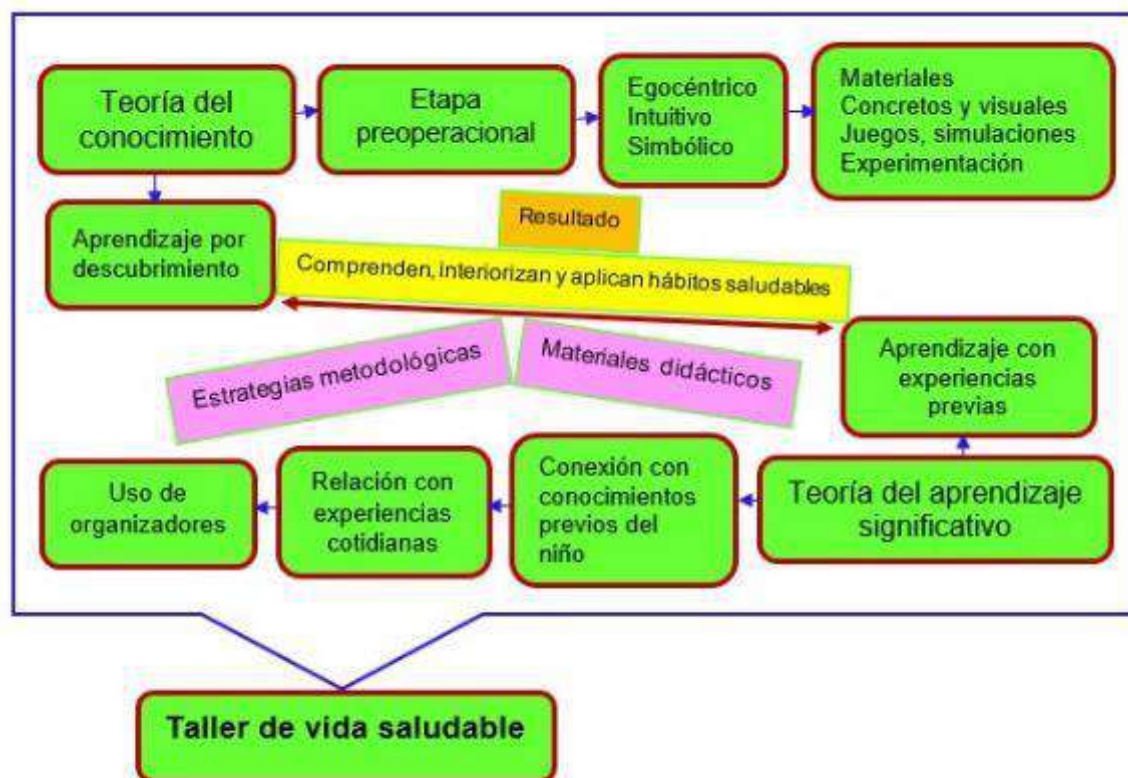 Teoría del
conocimiento
Etapa
preoperacional
Egocéntrico
Intuitivo
Simbólico
Materiales
Concretos y visuales
Juegos, simulaciones
Experimentación
Aprendizaje por
descubrimiento
Resultado
Comprenden, interiorizan y aplican hábitos saludables
Estrategias metodológicas
Materiales didácticos
Aprendizaje con
experiencias
previas
Uso de
organizadores
Relación con
experiencias
cotidianas
Conexión con
conocimientos
previos del
niño
Teoría del aprendizaje
significativo
Taller de vida saludable